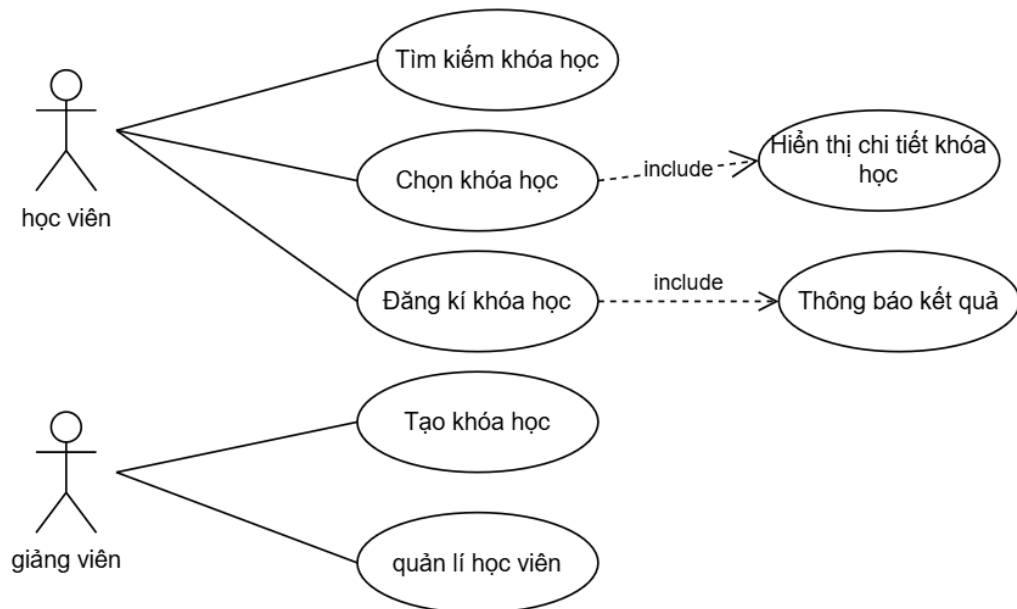 Tìm kiếm khóa học
học viên
Chọn khóa học
include
Hiển thị chi tiết khóa
học
Đăng kí khóa học
include
Thông báo kết quả
Tạo khóa học
giảng viên
quản lí học viên